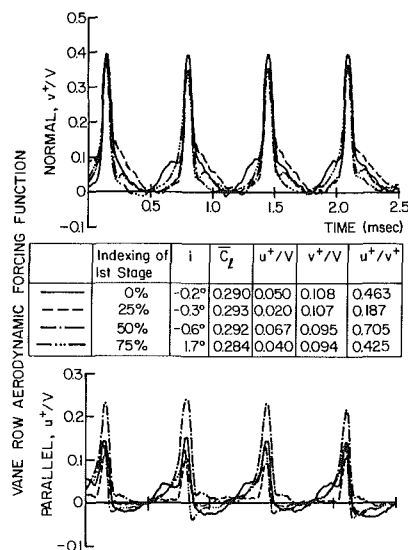 VANE ROW AERODYNAMIC FORCING FUNCTION
NORMAL, v⁺/V
0.5
0.4
0.3
0.2
0.1
0
-0.1
0.5 1.0 1.5 2.0 2.5
TIME (msec)
Indexing of 1st Stage i C̅ℓ u⁺/V v⁺/V u⁺/v⁺
0% -0.2° 0.290 0.050 0.108 0.463
25% -0.3° 0.293 0.020 0.107 0.187
50% -0.6° 0.292 0.067 0.095 0.705
75% 1.7° 0.284 0.040 0.094 0.425
PARALLEL, u⁺/V
0.3
0.2
0.1
0
-0.1